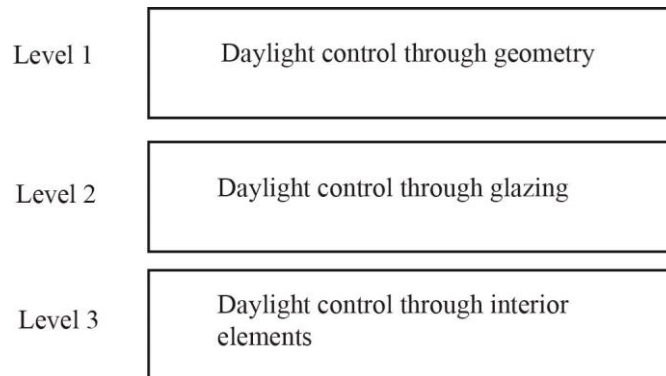 Level 1
Daylight control through geometry
Level 2
Daylight control through glazing
Level 3
Daylight control through interior
elements